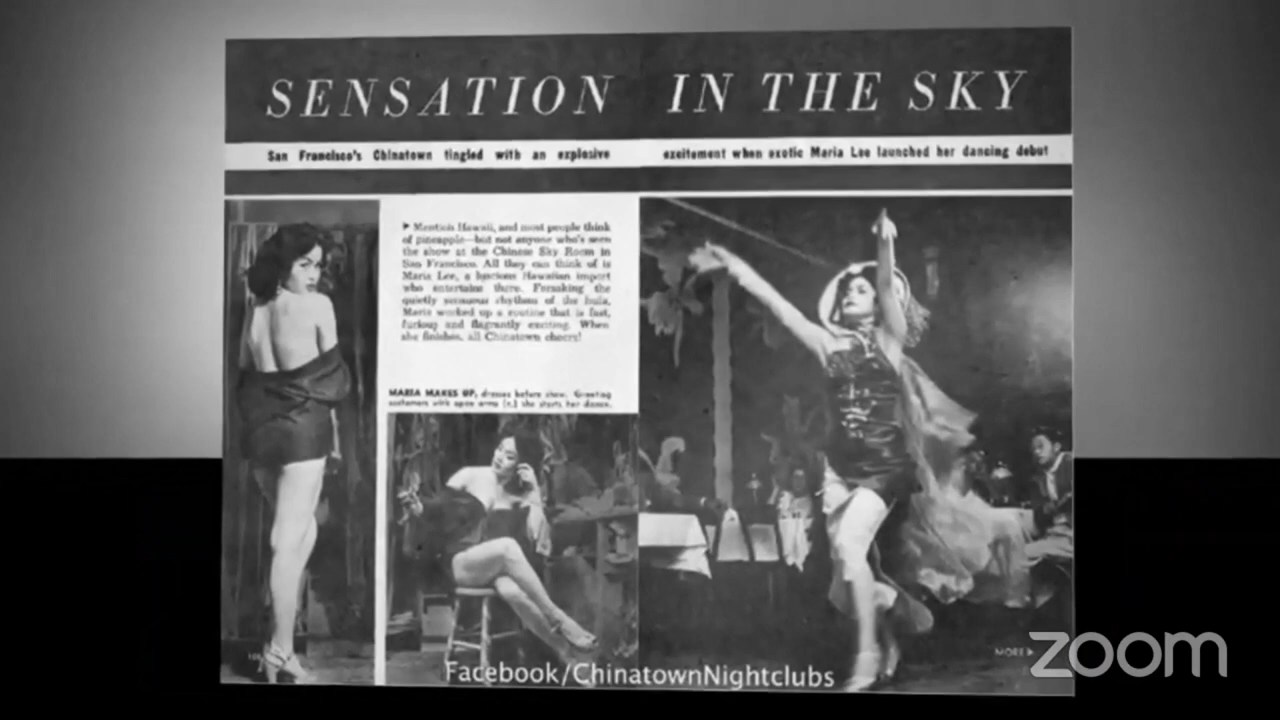 SENSATION IN THE SKY
San Francisco's Chinatown tingled with an explosive excitement when exotic Maria Lee launched her dancing debut
Mention Hawaii, and most people think
of pineapple—but not anyone who's seen
the show at the Chinese Sky Room in
San Francisco. All they can think of is
Maria Lee, a luscious Hawaiian import
who entertains there. Forsaking the
quietly sensuous rhythms of the hula,
Maria worked up a routine that is fast,
furious and flagrantly exciting. When
she finishes, all Chinatown cheers!
MARIA MAKES UP, dresses before show. Greeting
customers with open arms (r.) she starts her dance.
MORE
Facebook/ChinatownNightclubs
zoom